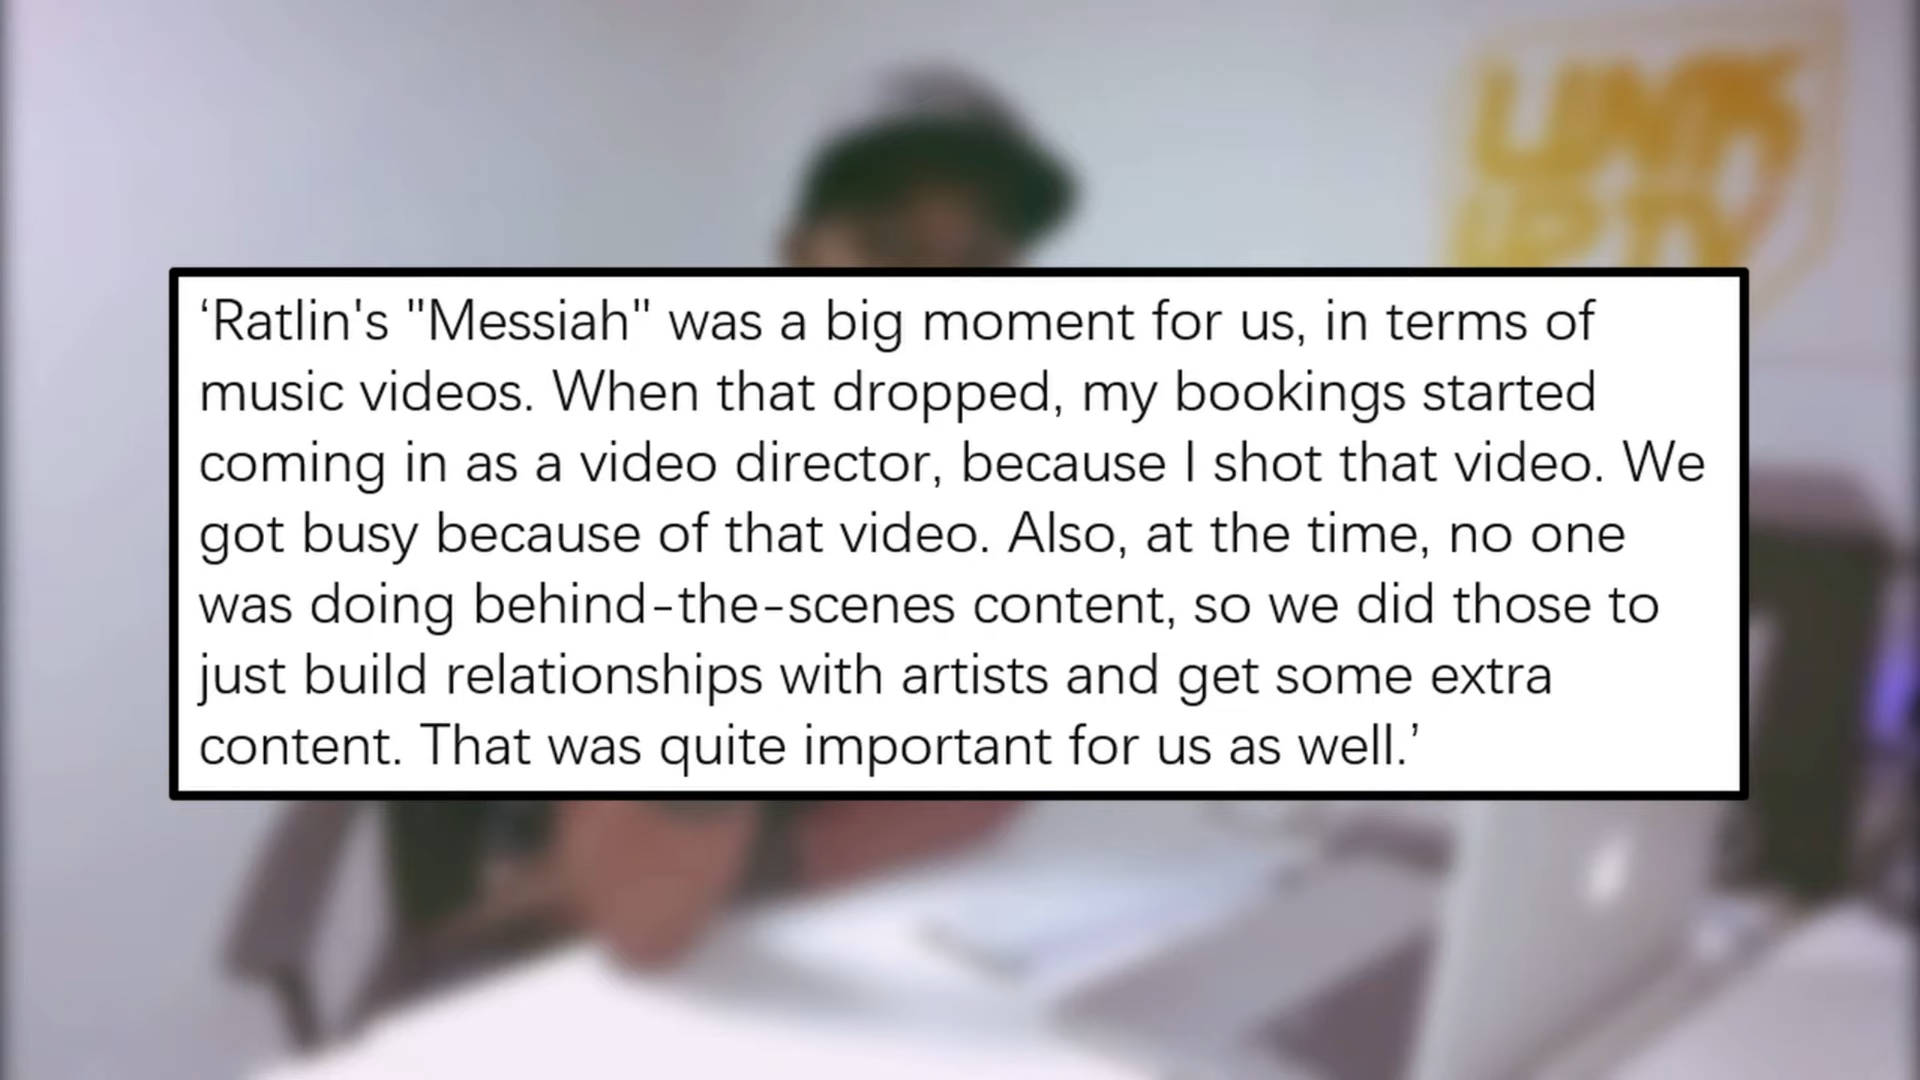 LINK
UP TV
‘Ratlin's "Messiah" was a big moment for us, in terms of
music videos. When that dropped, my bookings started
coming in as a video director, because I shot that video. We
got busy because of that video. Also, at the time, no one
was doing behind-the-scenes content, so we did those to
just build relationships with artists and get some extra
content. That was quite important for us as well.’